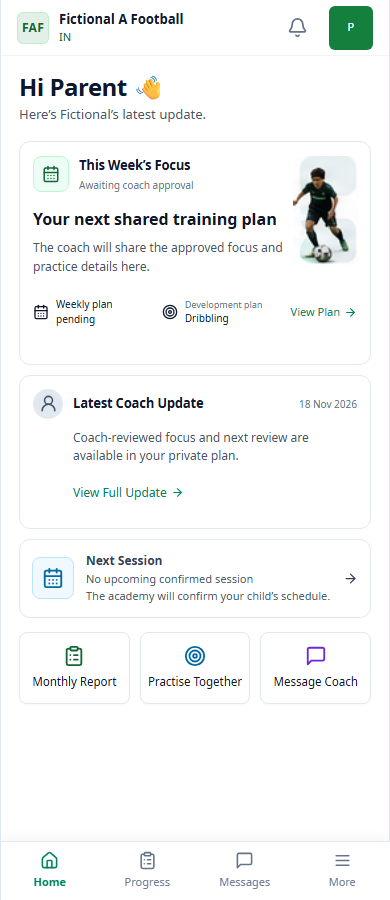 FAF
Fictional A Football
IN
P
Hi Parent 👋
Here’s Fictional’s latest update.
This Week’s Focus
Awaiting coach approval
Your next shared training plan
The coach will share the approved focus and
practice details here.
Weekly plan
pending
Development plan
Dribbling
View Plan →
Latest Coach Update
18 Nov 2026
Coach-reviewed focus and next review are
available in your private plan.
View Full Update →
Next Session
No upcoming confirmed session
The academy will confirm your child’s schedule.
Monthly Report
Practise Together
Message Coach
Home
Progress
Messages
More